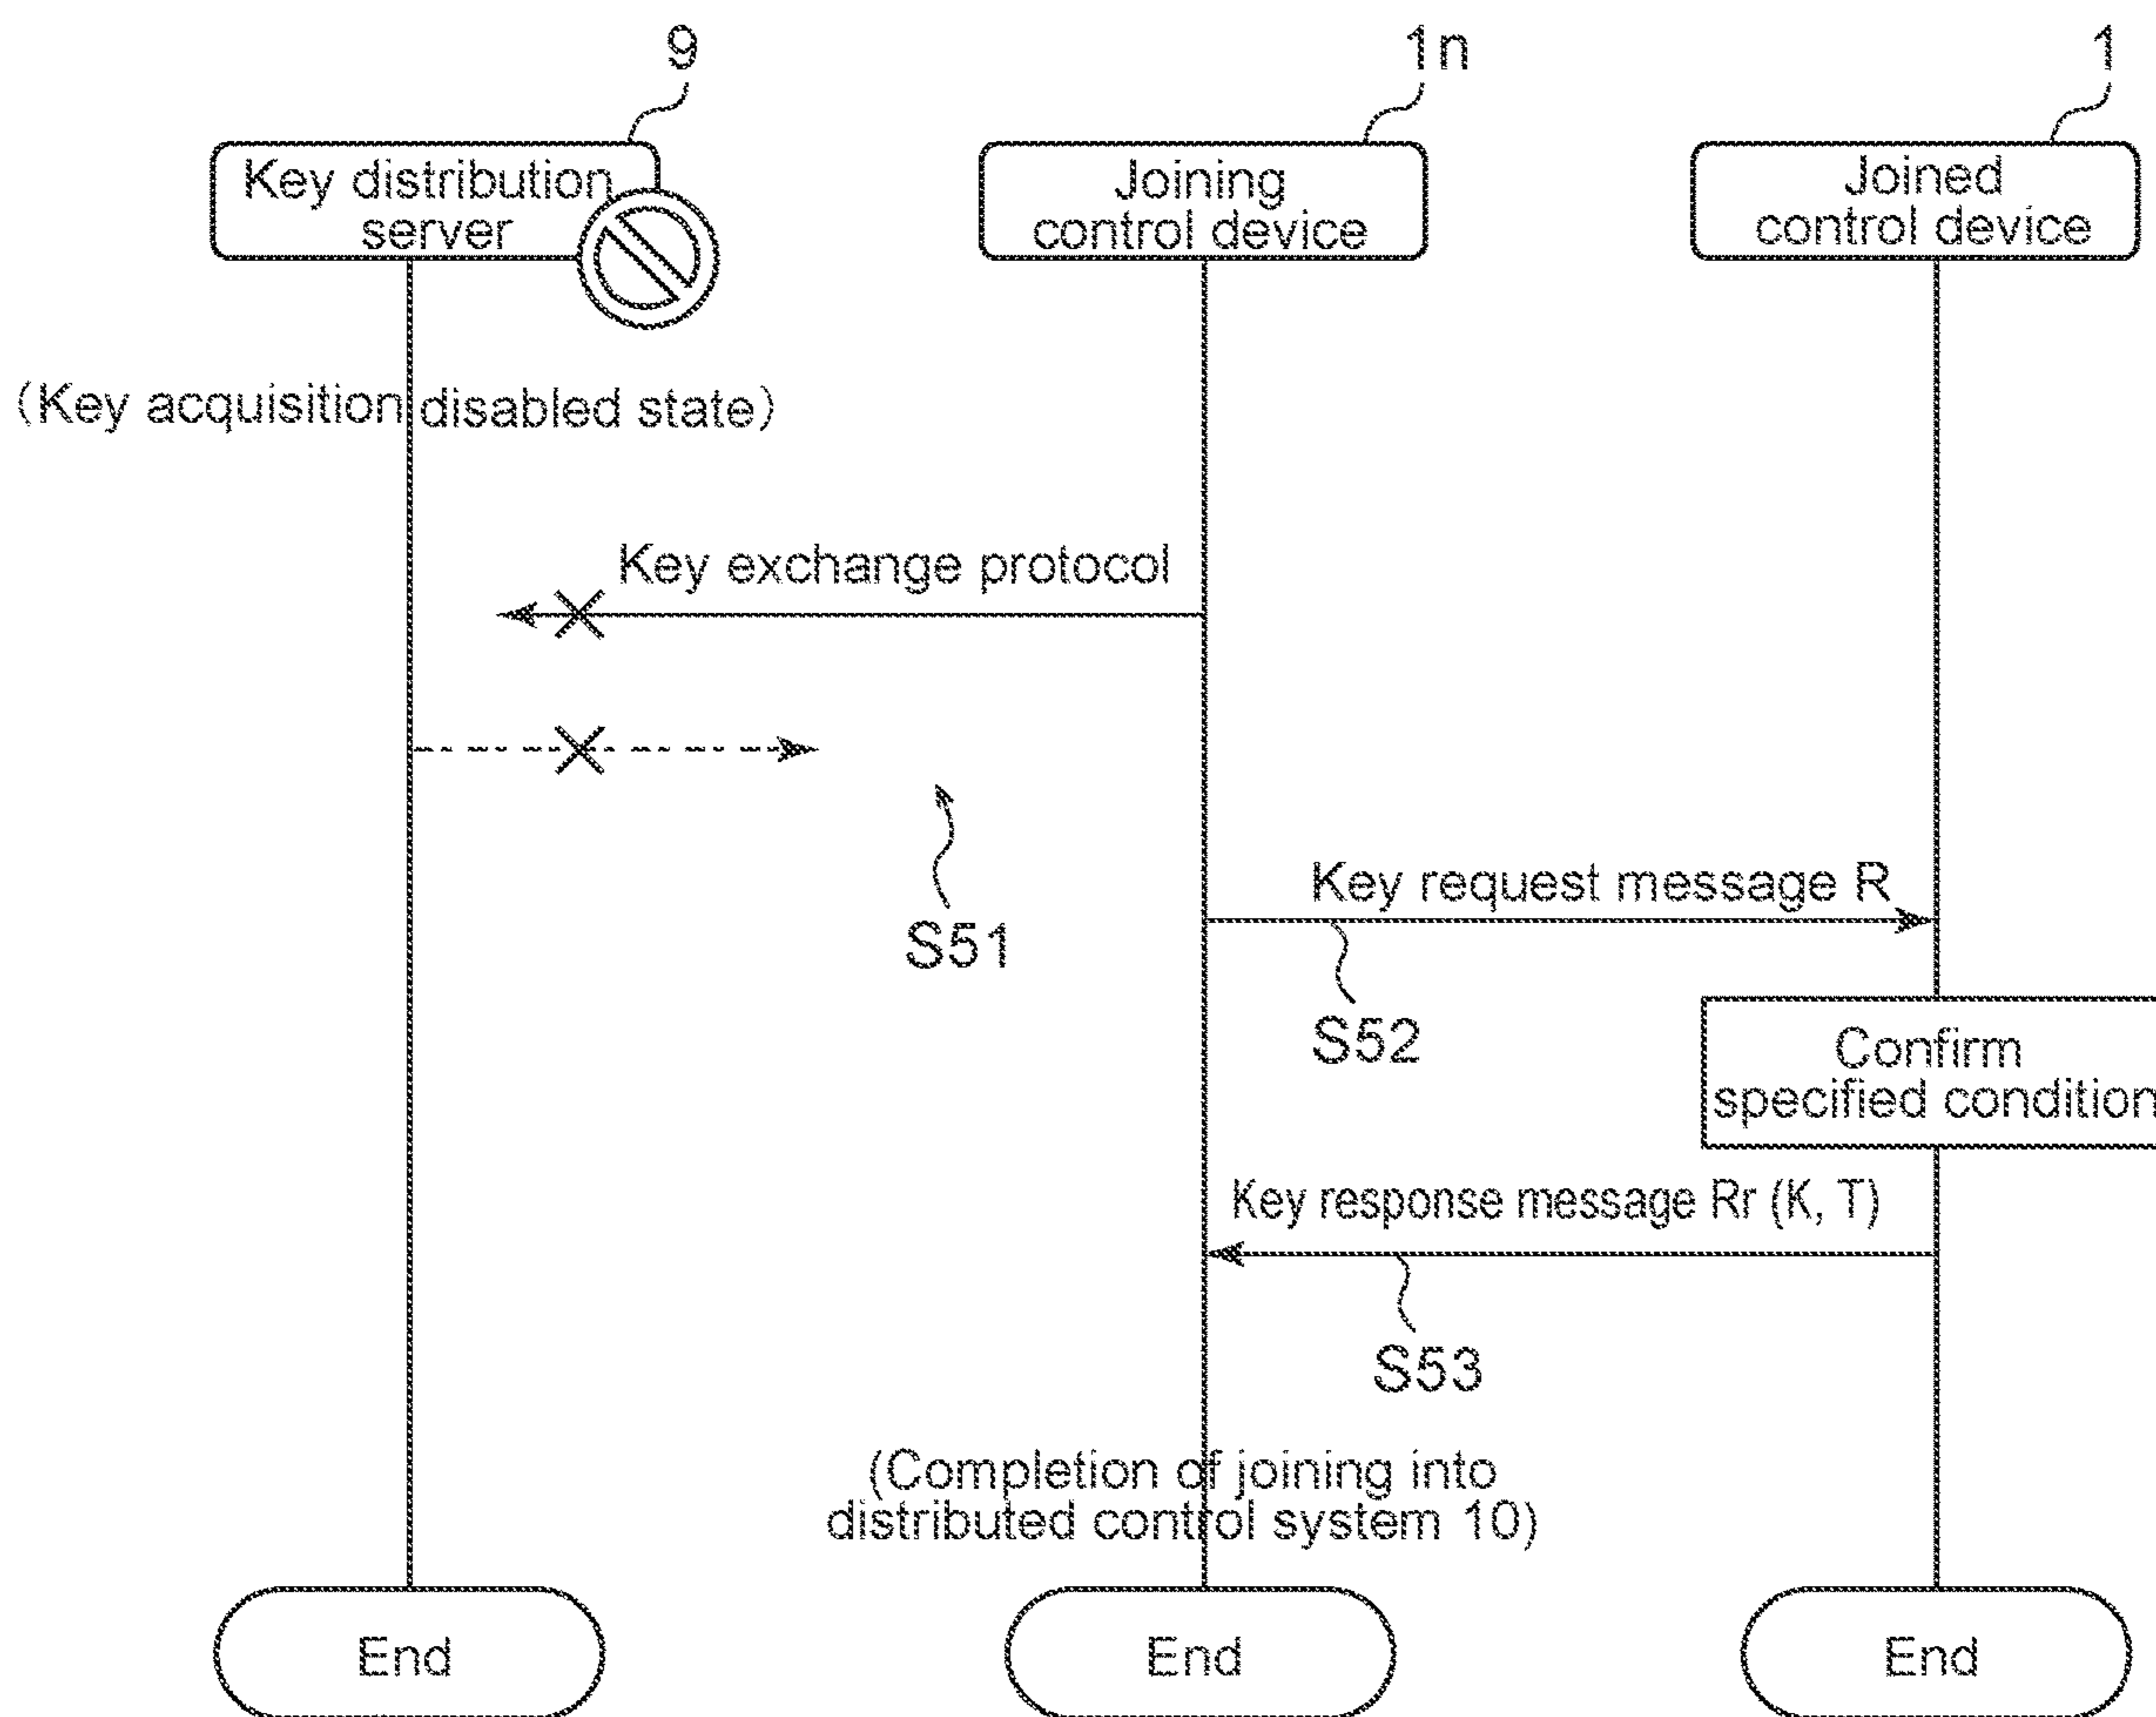 9
1n
1
Key distribution
server
Joining
control device
Joined
control device
(Key acquisition disabled state)
Key exchange protocol
S51
Key request message R
S52
Confirm
specified condition
Key response message Rr (K, T)
S53
(Completion of joining into
distributed control system 10)
End
End
End